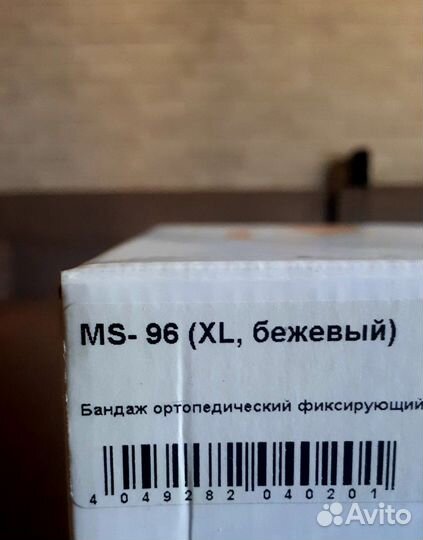 MS- 96 (XL, бежевый)
Бандаж ортопедический фиксирующий
4 049282 040201
Avito